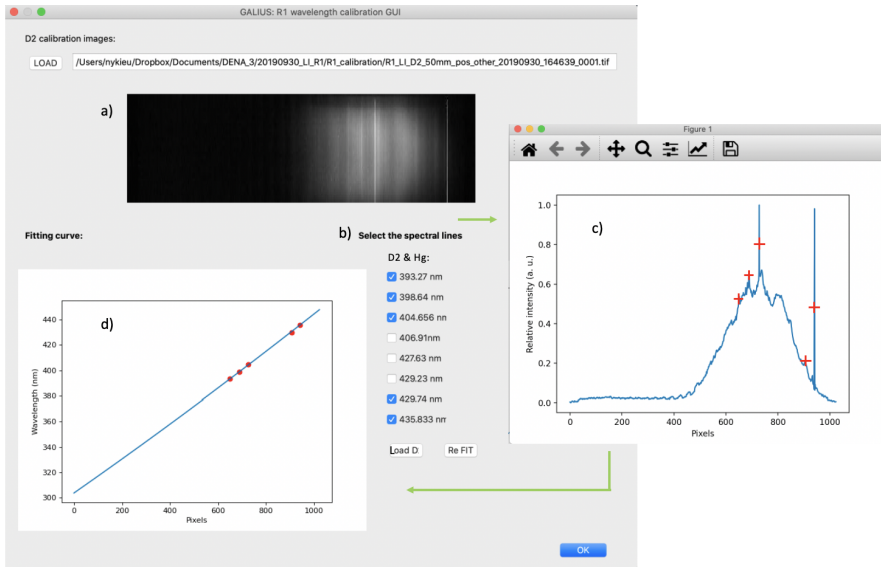 GALIUS: R1 wavelength calibration GUI
D2 calibration images:
LOAD
/Users/nykieu/Dropbox/Documents/DENA_3/20190930_LI_R1/R1_calibration/R1_LI_D2_50mm_pos_other_20190930_164639_0001.tif
a)
Figure 1
Fitting curve:
b) Select the spectral lines
D2 & Hg:
393.27 nm
398.64 nm
404.656 nm
406.91nm
427.63 nm
429.23 nm
429.74 nm
435.833 nm
Load D
Re FIT
c)
Relative intensity (a. u.)
1.0
0.8
0.6
0.4
0.2
0.0
0 200 400 600 800 1000
Pixels
d)
Wavelength (nm)
440
420
400
380
360
340
320
300
0 200 400 600 800 1000
Pixels
OK